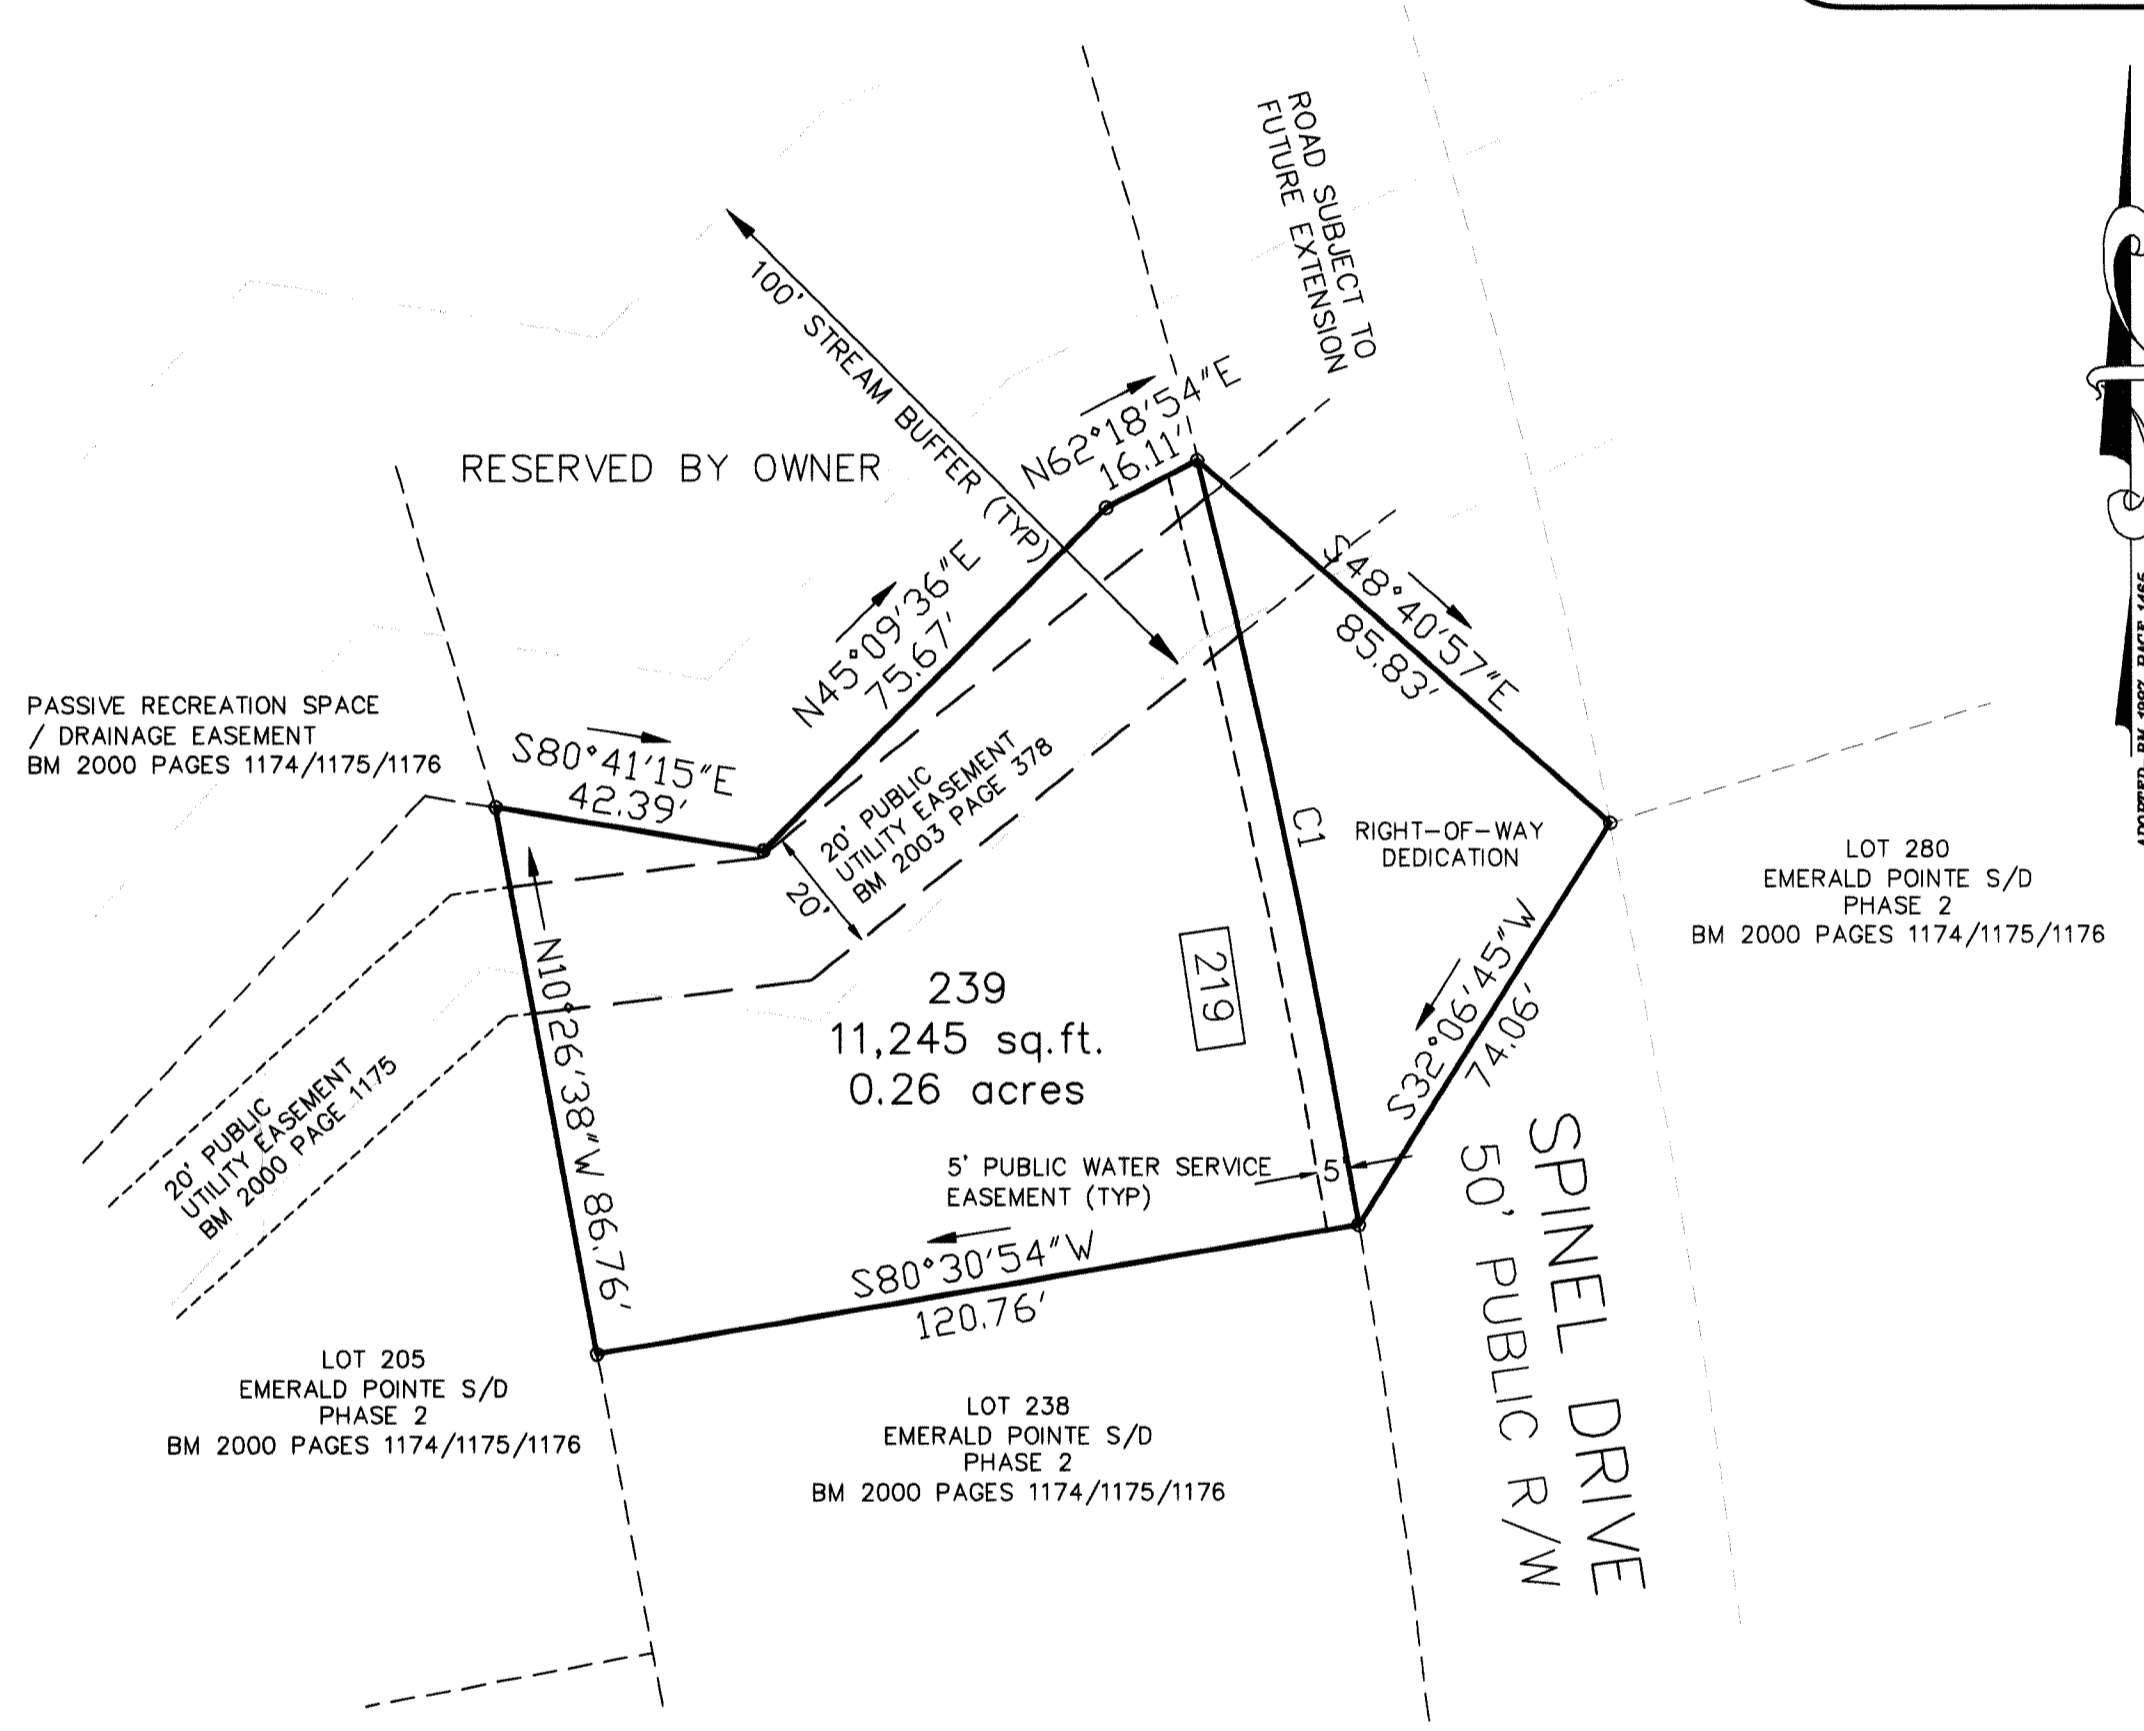 ROAD SUBJECT TO
FUTURE EXTENSION
100' STREAM BUFFER (TYP)
N62°18'54"E
16.11'
RESERVED BY OWNER
N45°09'36"E
75.67'
S48°40'57"E
85.83'
PASSIVE RECREATION SPACE
/ DRAINAGE EASEMENT
BM 2000 PAGES 1174/1175/1176
S80°41'15"E
42.39'
20' PUBLIC
UTILITY EASEMENT
BM 2003 PAGE 378
20'
C1
RIGHT-OF-WAY
DEDICATION
LOT 280
EMERALD POINTE S/D
PHASE 2
BM 2000 PAGES 1174/1175/1176
N10°26'38"W 86.76'
239
11,245 sq.ft.
0.26 acres
219
S32°06'45"W
74.06'
20' PUBLIC
UTILITY EASEMENT
BM 2000 PAGE 1175
5' PUBLIC WATER SERVICE
EASEMENT (TYP)
5'
S80°30'54"W
120.76'
SPINEL DRIVE
50' PUBLIC R/W
LOT 205
EMERALD POINTE S/D
PHASE 2
BM 2000 PAGES 1174/1175/1176
LOT 238
EMERALD POINTE S/D
PHASE 2
BM 2000 PAGES 1174/1175/1176